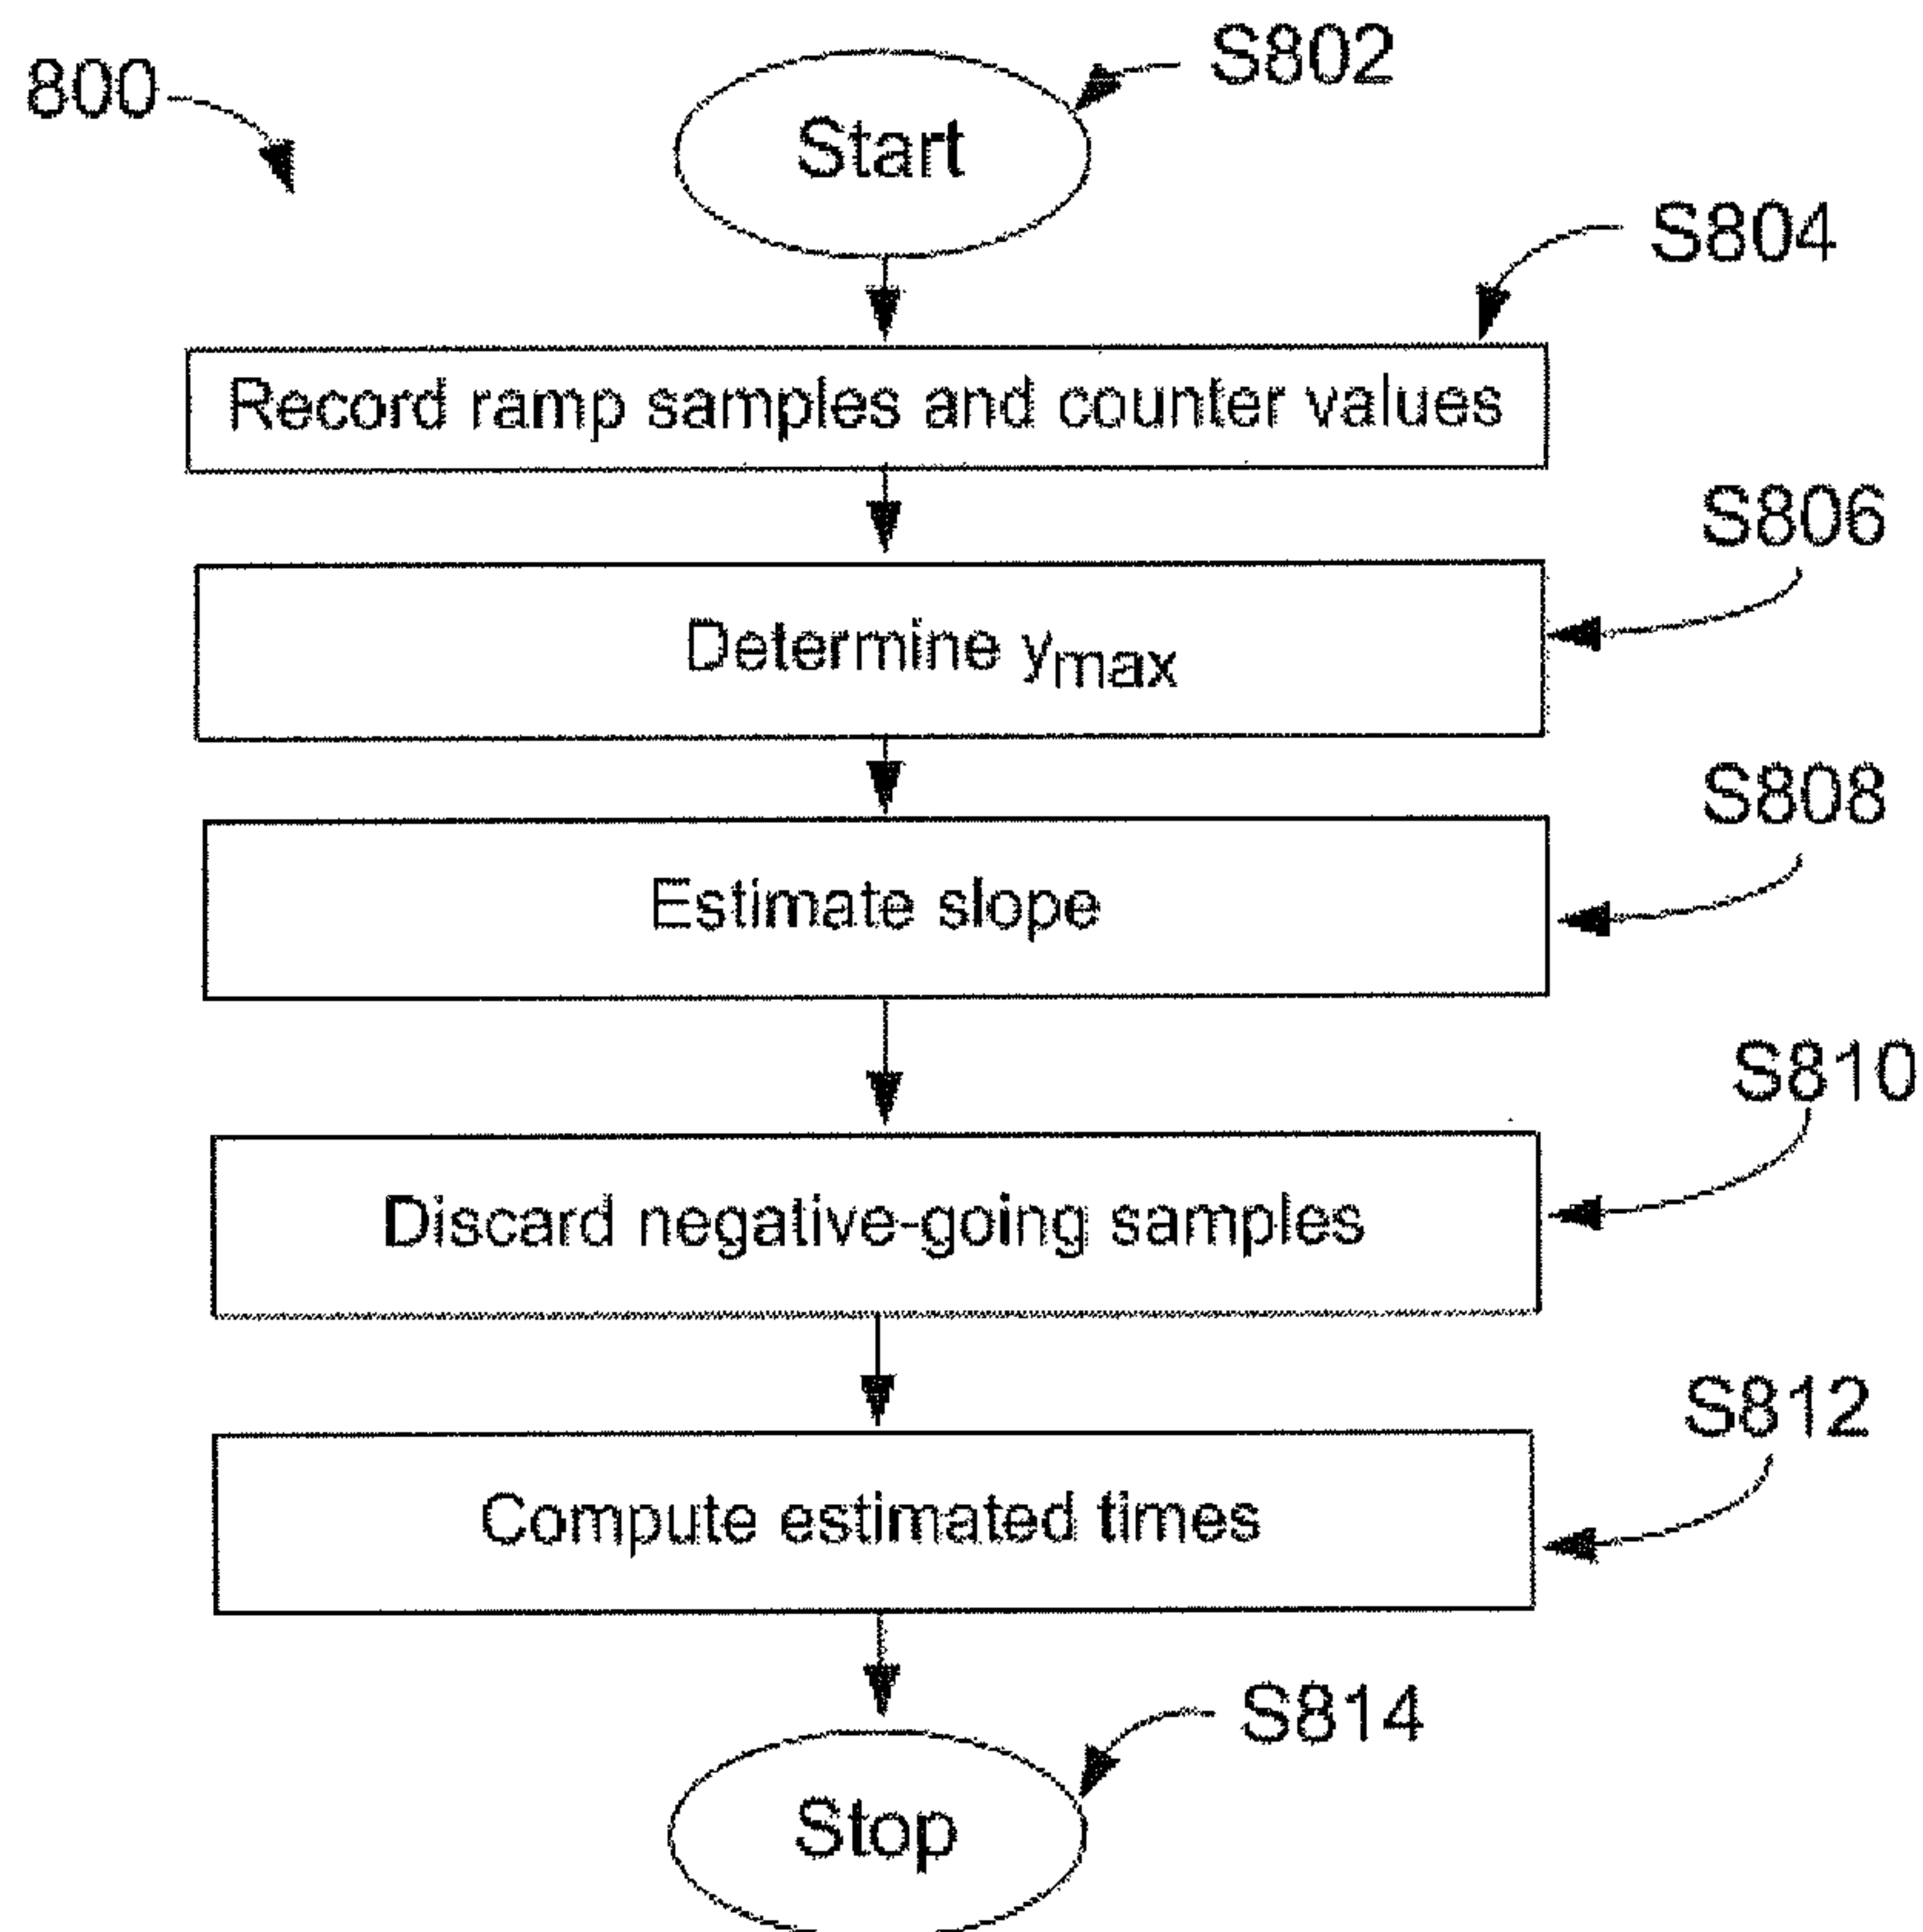 800
S802
Start
S804
Record ramp samples and counter values
S806
Determine ymax
S808
Estimate slope
S810
Discard negative-going samples
S812
Compute estimated times
S814
Stop